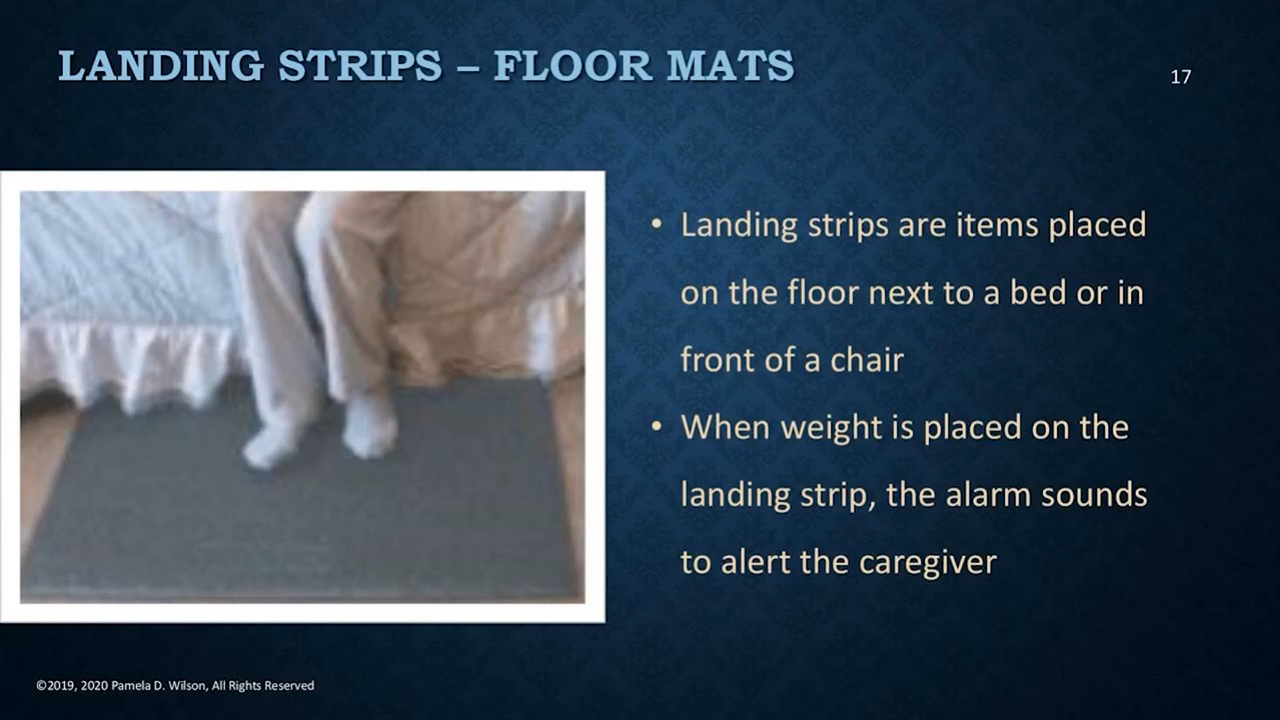 LANDING STRIPS – FLOOR MATS
17
• Landing strips are items placed
on the floor next to a bed or in
front of a chair
• When weight is placed on the
landing strip, the alarm sounds
to alert the caregiver
©2019, 2020 Pamela D. Wilson, All Rights Reserved